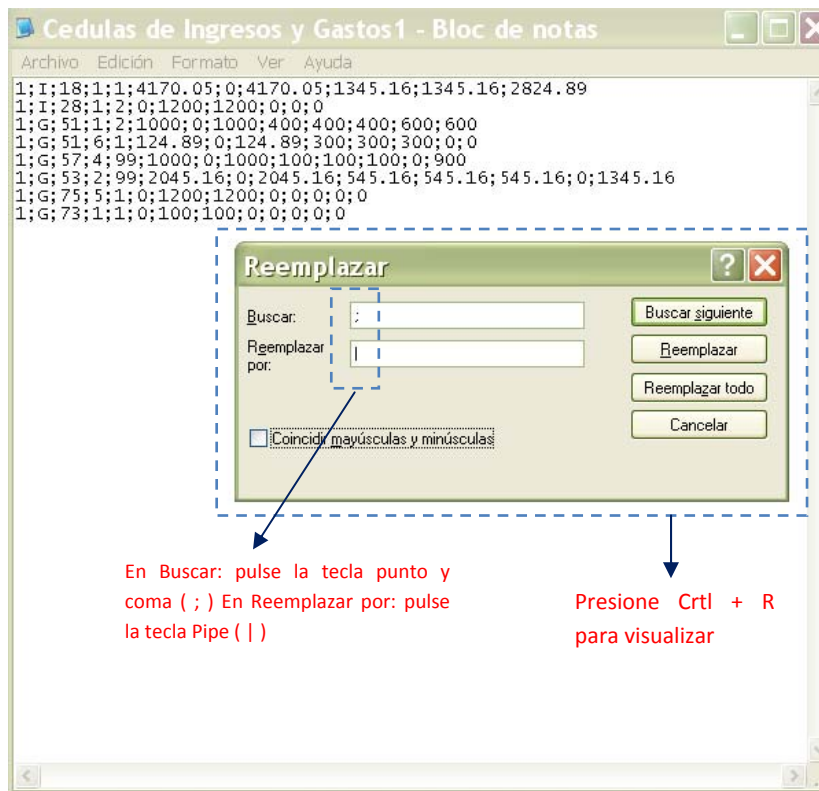 Cedulas de Ingresos y Gastos1 - Bloc de notas
Archivo Edición Formato Ver Ayuda
1;I;18;1;1;4170.05;0;4170.05;1345.16;1345.16;2824.89
1;I;28;1;2;0;1200;1200;0;0;0
1;G;51;1;2;1000;0;1000;400;400;400;600;600
1;G;51;6;1;124.89;0;124.89;300;300;300;0;0
1;G;57;4;99;1000;0;1000;100;100;100;0;900
1;G;53;2;99;2045.16;0;2045.16;545.16;545.16;545.16;0;1345.16
1;G;75;5;1;0;1200;1200;0;0;0;0;0
1;G;73;1;1;0;100;100;0;0;0;0;0
Reemplazar
Buscar: ;
Buscar siguiente
Reemplazar por: |
Reemplazar
Reemplazar todo
Cancelar
Coincidir mayúsculas y minúsculas
En Buscar: pulse la tecla punto y
coma ( ; ) En Reemplazar por: pulse
la tecla Pipe ( | )
Presione Crtl + R
para visualizar